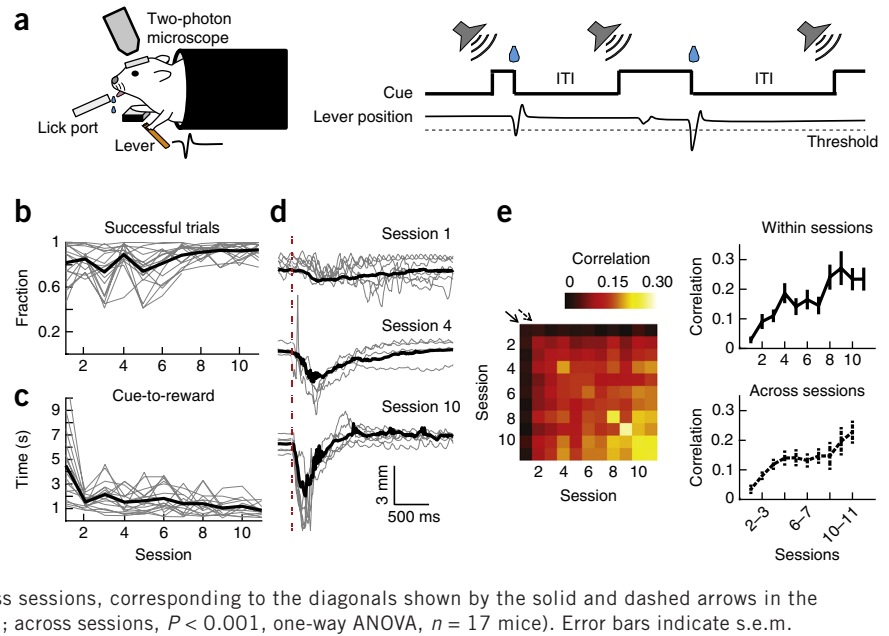 a
Two-photon
microscope
Lick port
Lever
Cue
ITI
ITI
Lever position
Threshold
b
Successful trials
Fraction
1
0.6
0.2
2 4 6 8 10
c
Cue-to-reward
Time (s)
9
7
5
3
1
2 4 6 8 10
Session
d
Session 1
Session 4
Session 10
3 mm
500 ms
e
Correlation
0 0.15 0.30
Session
2
4
6
8
10
2 4 6 8 10
Session
Within sessions
Correlation
0.3
0.2
0.1
0
2 4 6 8 10
Across sessions
Correlation
0.3
0.2
0.1
0
2–3 6–7 10–11
Sessions
ss sessions, corresponding to the diagonals shown by the solid and dashed arrows in the
; across sessions, P < 0.001, one-way ANOVA, n = 17 mice). Error bars indicate s.e.m.